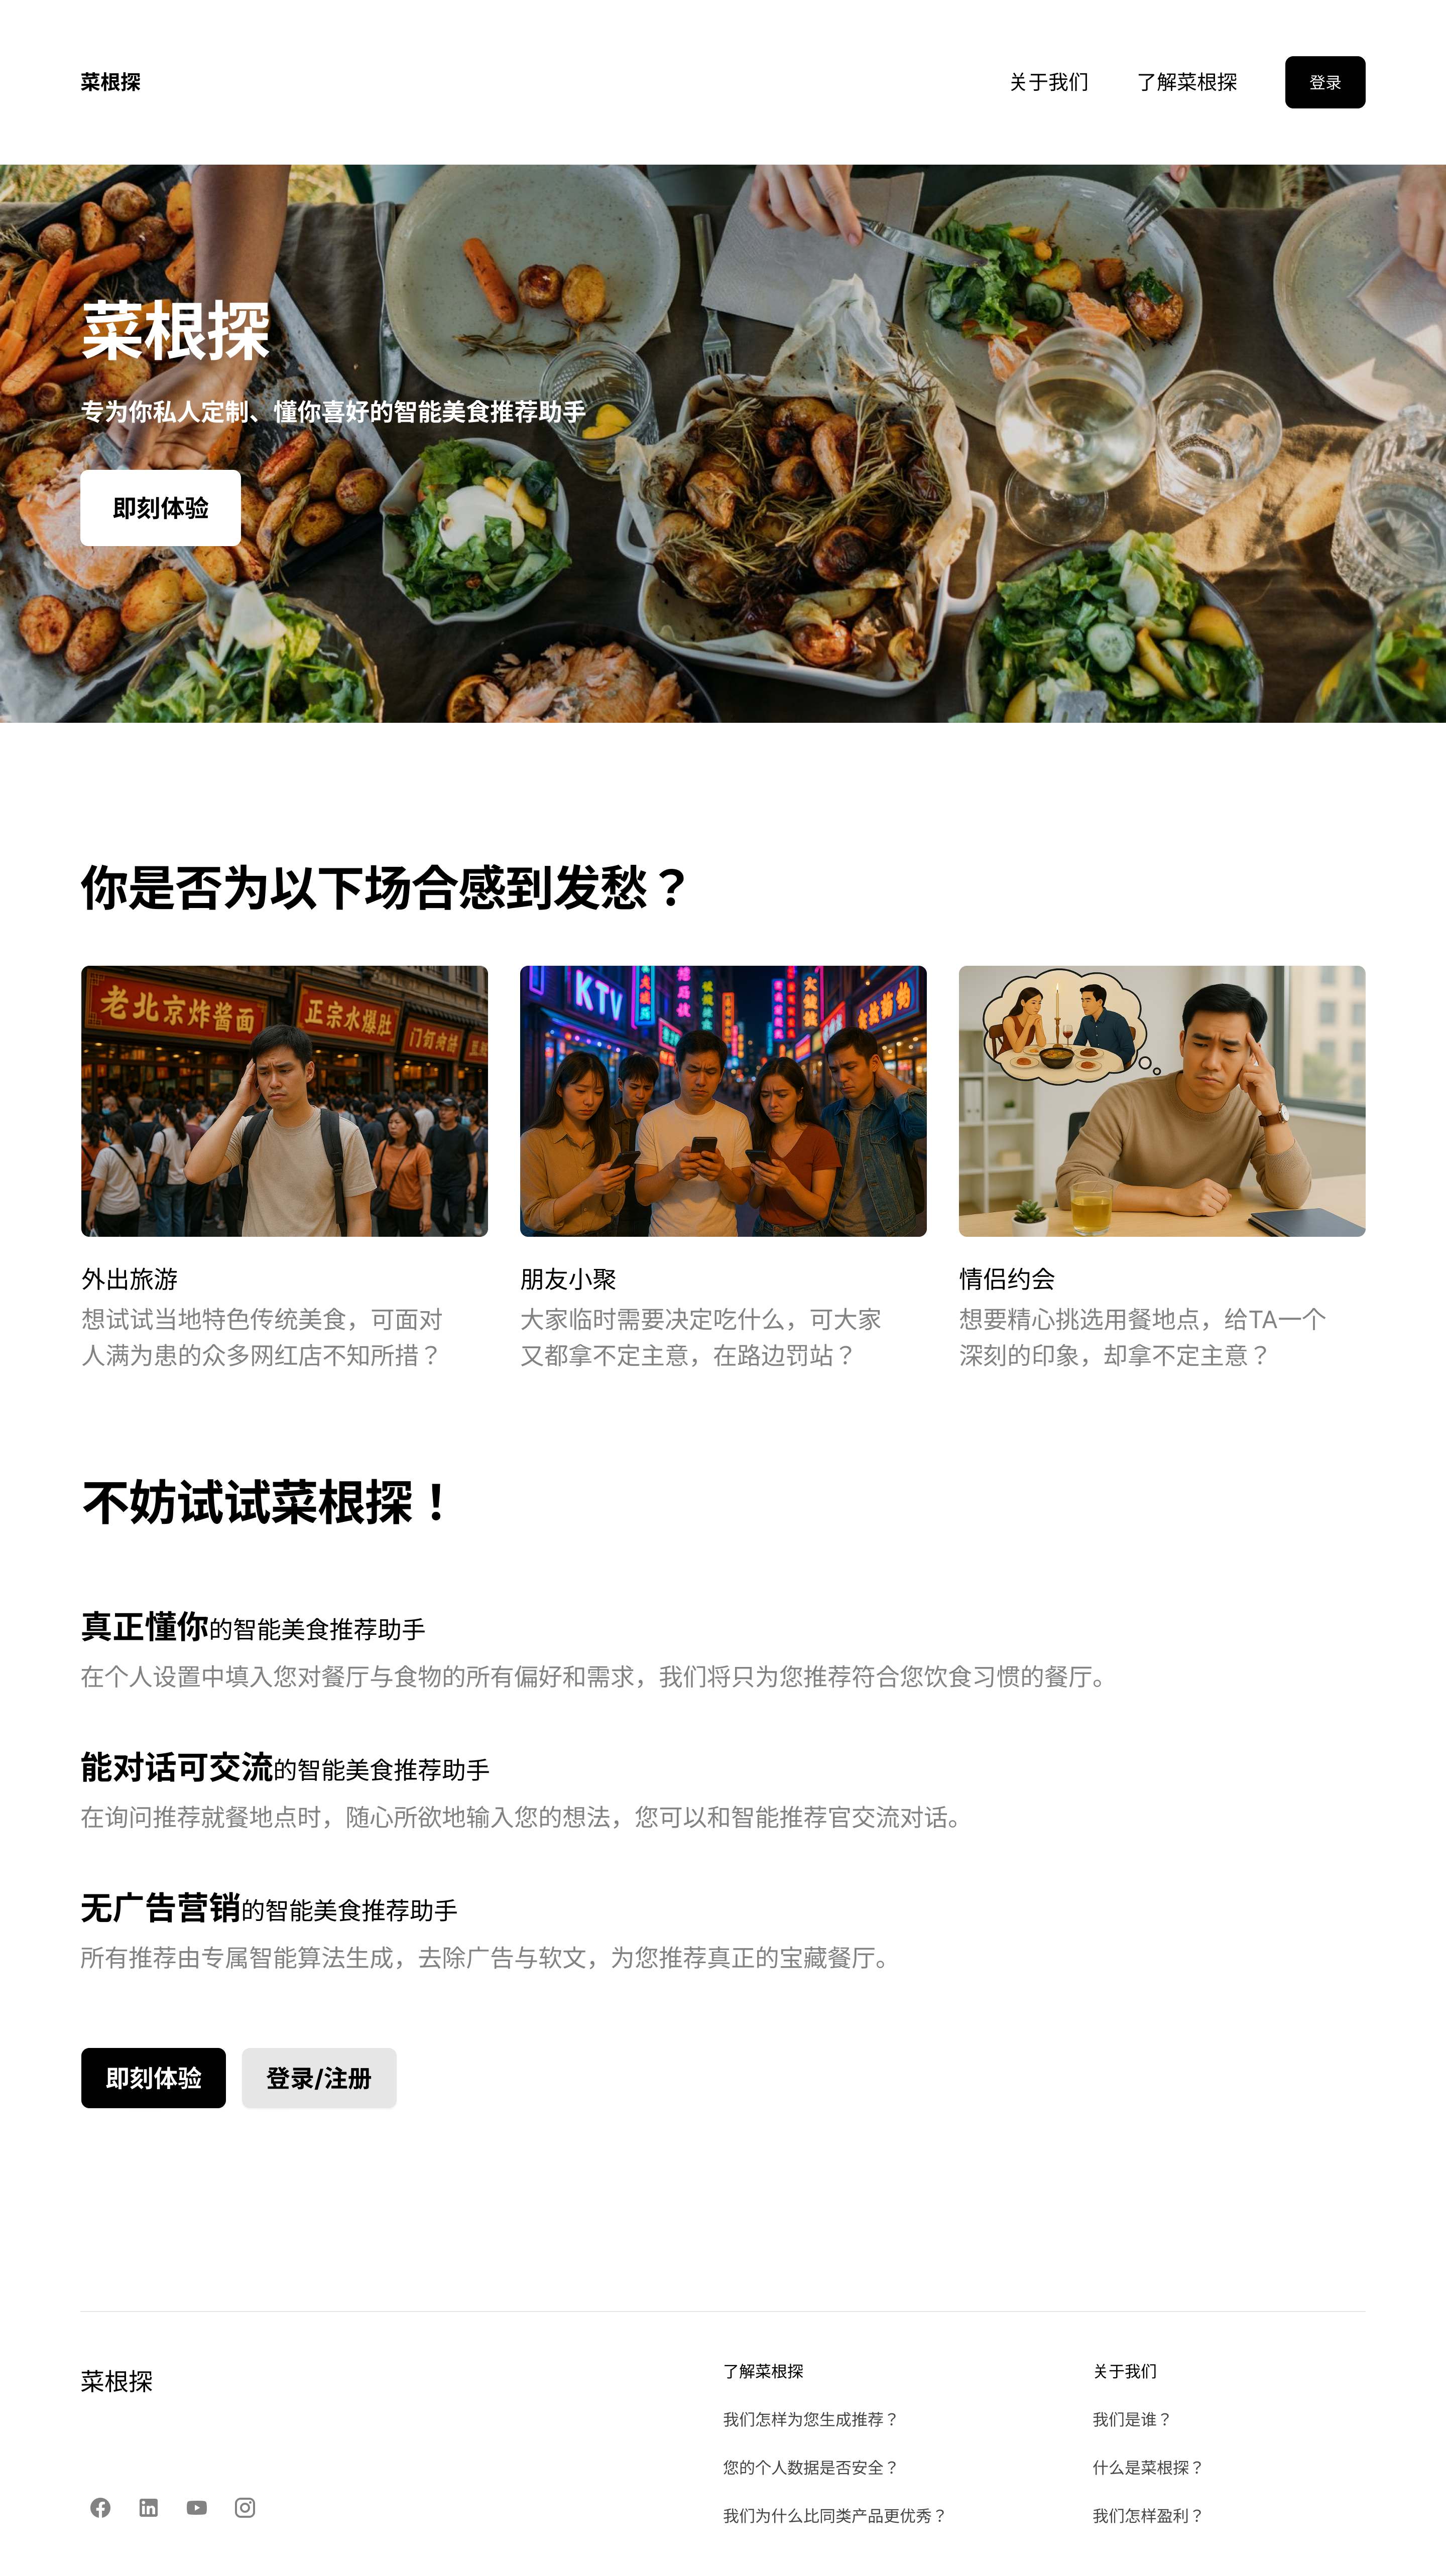 菜根探
关于我们
了解菜根探
登录
菜根探
专为你私人定制、懂你喜好的智能美食推荐助手
即刻体验
你是否为以下场合感到发愁？
老北京炸酱面
正宗水爆肚
KTV
外出旅游
想试试当地特色传统美食，可面对
人满为患的众多网红店不知所措？
朋友小聚
大家临时需要决定吃什么，可大家
又都拿不定主意，在路边罚站？
情侣约会
想要精心挑选用餐地点，给TA一个
深刻的印象，却拿不定主意？
不妨试试菜根探！
真正懂你的智能美食推荐助手
在个人设置中填入您对餐厅与食物的所有偏好和需求，我们将只为您推荐符合您饮食习惯的餐厅。
能对话可交流的智能美食推荐助手
在询问推荐就餐地点时，随心所欲地输入您的想法，您可以和智能推荐官交流对话。
无广告营销的智能美食推荐助手
所有推荐由专属智能算法生成，去除广告与软文，为您推荐真正的宝藏餐厅。
即刻体验
登录/注册
菜根探
了解菜根探
我们怎样为您生成推荐？
您的个人数据是否安全？
我们为什么比同类产品更优秀？
关于我们
我们是谁？
什么是菜根探？
我们怎样盈利？